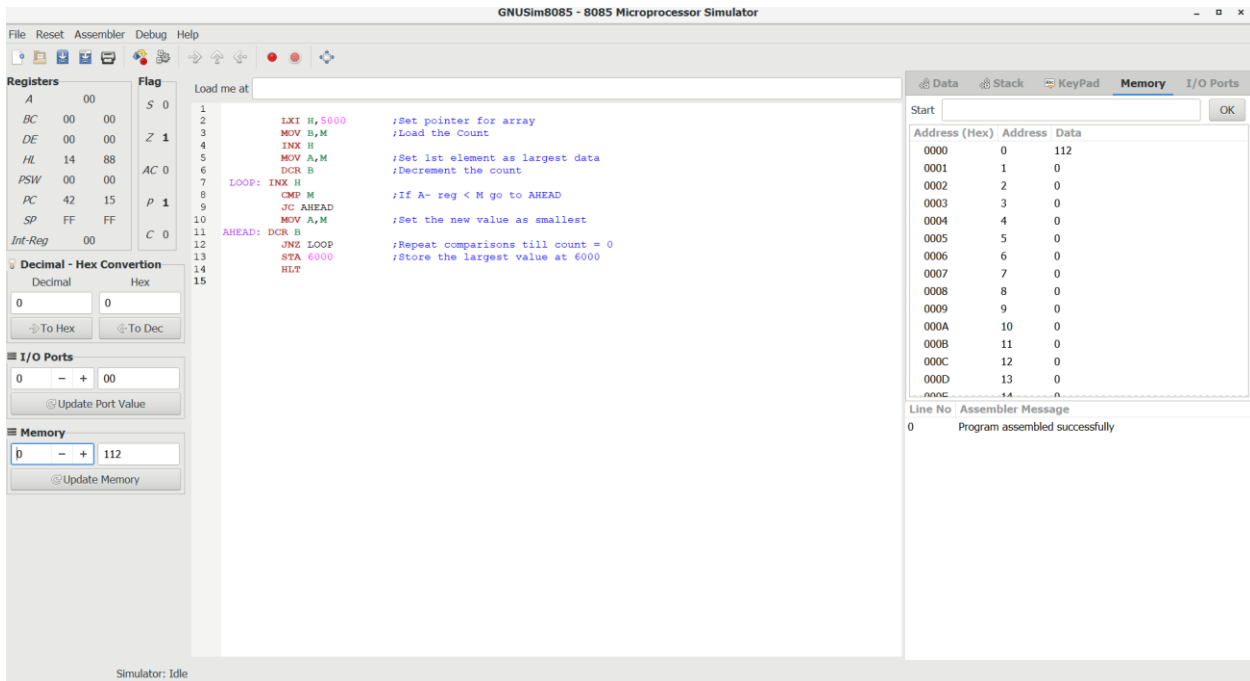 GNUSim8085 - 8085 Microprocessor Simulator
File Reset Assembler Debug Help
Registers
A 00
BC 00 00
DE 00 00
HL 14 88
PSW 00 00
PC 42 15
SP FF FF
Int-Reg 00
Flag
S 0
Z 1
AC 0
P 1
C 0
Decimal - Hex Convertion
Decimal Hex
0 0
To Hex To Dec
I/O Ports
0 - + 00
Update Port Value
Memory
0 - + 112
Update Memory
Load me at
1
2 LXI H,5000 ;Set pointer for array
3 MOV B,M ;Load the Count
4 INX H
5 MOV A,M ;Set 1st element as largest data
6 DCR B ;Decrement the count
7 LOOP: INX H
8 CMP M ;If A- reg < M go to AHEAD
9 JC AHEAD
10 MOV A,M ;Set the new value as smallest
11 AHEAD: DCR B
12 JNZ LOOP ;Repeat comparisons till count = 0
13 STA 6000 ;Store the largest value at 6000
14 HLT
15
Data Stack KeyPad Memory I/O Ports
Start OK
Address (Hex) Address Data
0000 0 112
0001 1 0
0002 2 0
0003 3 0
0004 4 0
0005 5 0
0006 6 0
0007 7 0
0008 8 0
0009 9 0
000A 10 0
000B 11 0
000C 12 0
000D 13 0
000E 14 0
Line No Assembler Message
0 Program assembled successfully
Simulator: Idle